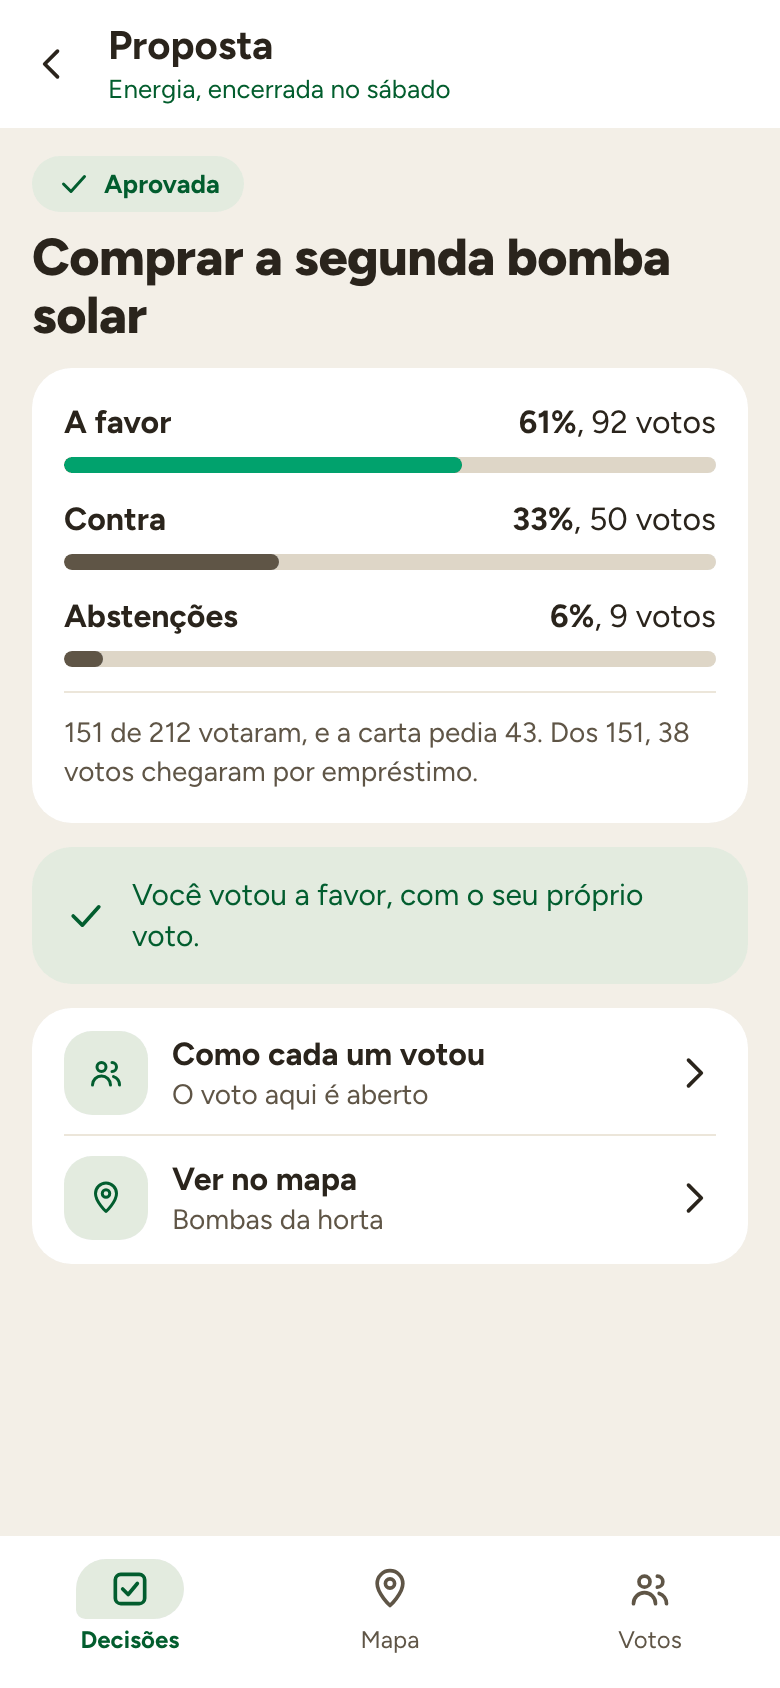 Proposta
Energia, encerrada no sábado
Aprovada
Comprar a segunda bomba
solar
A favor 61%, 92 votos
Contra 33%, 50 votos
Abstenções 6%, 9 votos
151 de 212 votaram, e a carta pedia 43. Dos 151, 38
votos chegaram por empréstimo.
Você votou a favor, com o seu próprio
voto.
Como cada um votou
O voto aqui é aberto
Ver no mapa
Bombas da horta
Decisões Mapa Votos